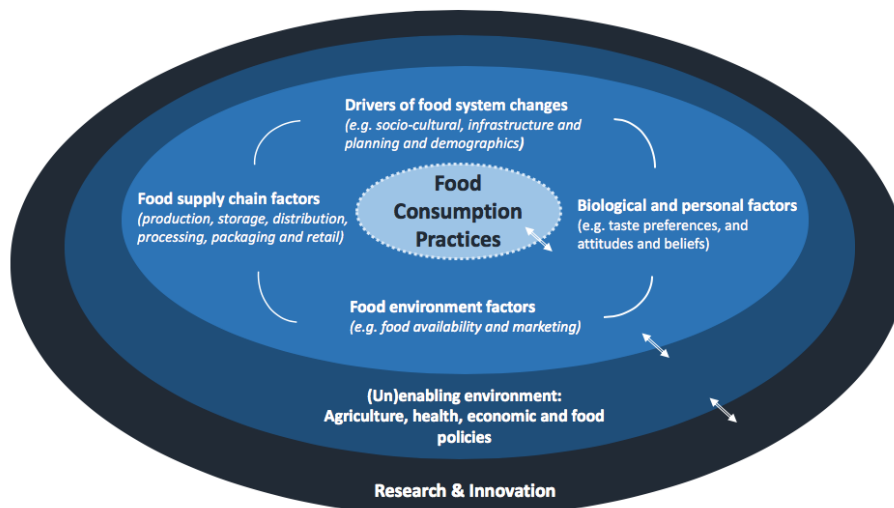 Drivers of food system changes
(e.g. socio-cultural, infrastructure and
planning and demographics)
Food supply chain factors
(production, storage, distribution,
processing, packaging and retail)
Food
Consumption
Practices
Biological and personal factors
(e.g. taste preferences, and
attitudes and beliefs)
Food environment factors
(e.g. food availability and marketing)
(Un)enabling environment:
Agriculture, health, economic and food
policies
Research & Innovation